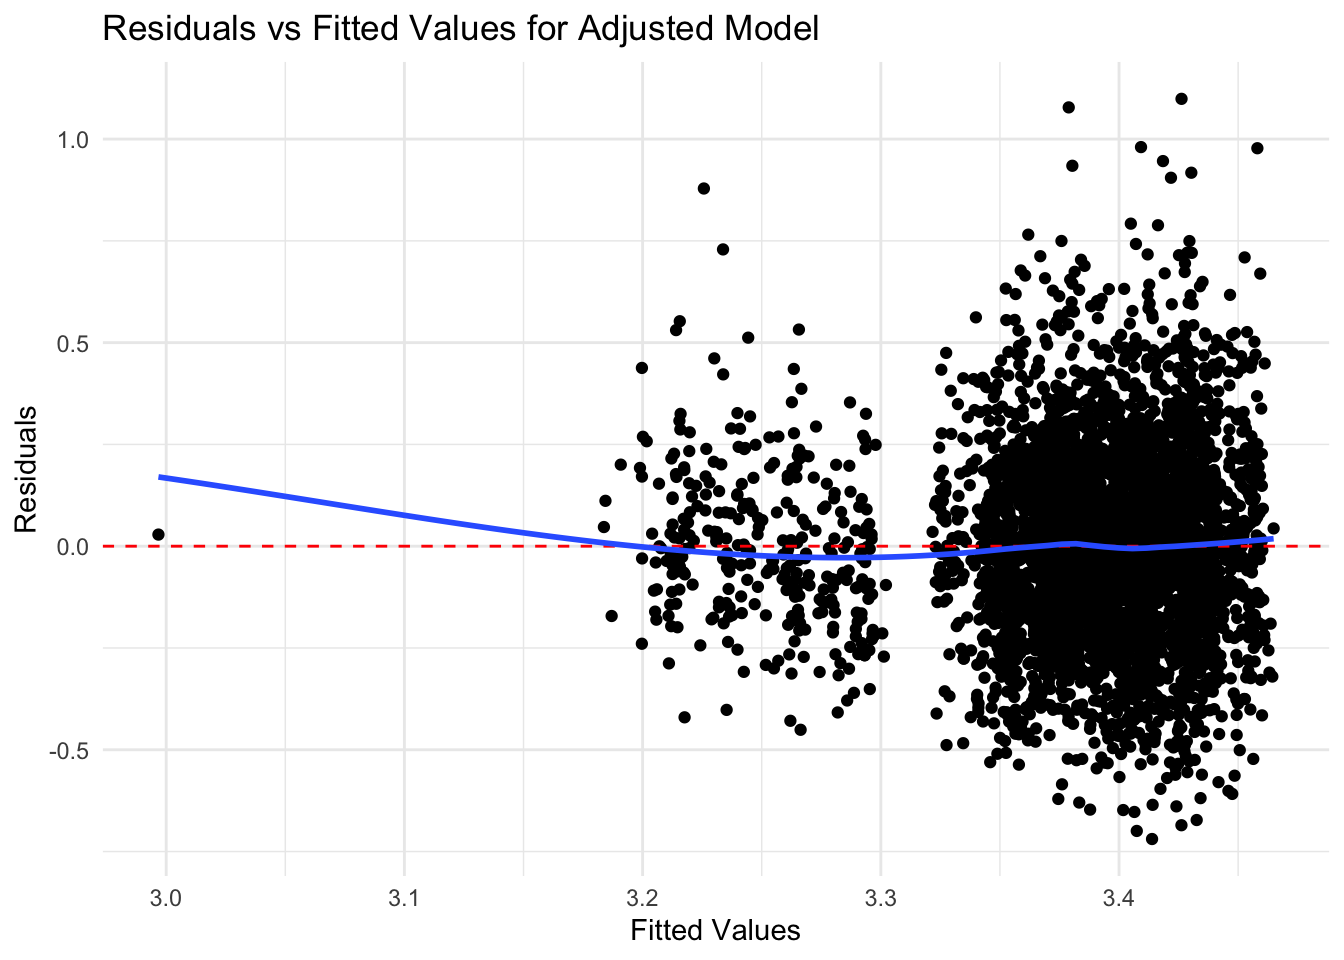 Residuals vs Fitted Values for Adjusted Model
1.0
0.5
0.0
-0.5
Residuals
3.0 3.1 3.2 3.3 3.4
Fitted Values